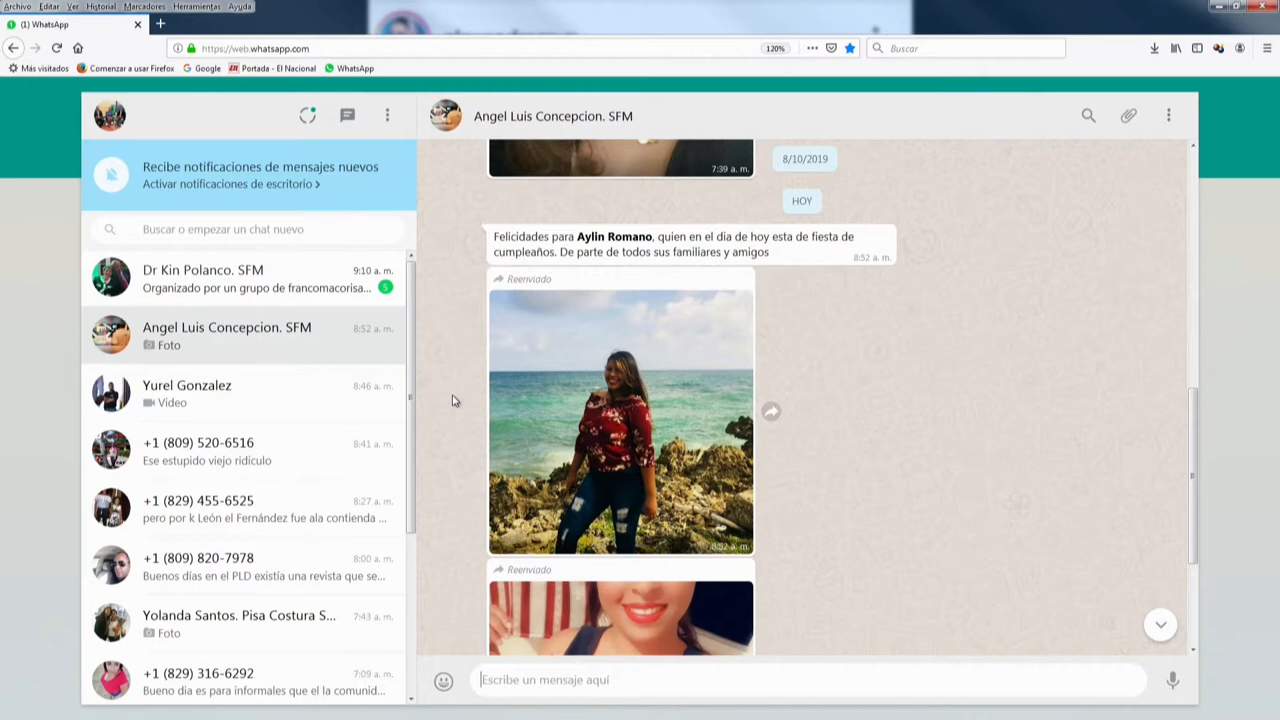 Archivo Editar Ver Historial Marcadores Herramientas Ayuda
(1) WhatsApp
https://web.whatsapp.com
120%
Buscar
Más visitados
Comenzar a usar Firefox
Google
Portada - El Nacional
WhatsApp
Angel Luis Concepcion. SFM
Recibe notificaciones de mensajes nuevos
Activar notificaciones de escritorio
Buscar o empezar un chat nuevo
Dr Kin Polanco. SFM
9:10 a. m.
Organizado por un grupo de francomacorisa...
5
Angel Luis Concepcion. SFM
8:52 a. m.
Foto
Yurel Gonzalez
8:46 a. m.
Video
+1 (809) 520-6516
8:41 a. m.
Ese estupido viejo ridiculo
+1 (829) 455-6525
8:27 a. m.
pero por k León el Fernández fue ala contienda ...
+1 (809) 820-7978
8:00 a. m.
Buenos días en el PLD existía una revista que se...
Yolanda Santos. Pisa Costura S...
7:43 a. m.
Foto
+1 (829) 316-6292
7:09 a. m.
Bueno dia es para informales que el la comunid...
7:39 a. m.
8/10/2019
HOY
Felicidades para Aylin Romano, quien en el dia de hoy esta de fiesta de
cumpleaños. De parte de todos sus familiares y amigos
8:52 a. m.
Reenviado
8:52 a. m.
Reenviado
Escribe un mensaje aquí